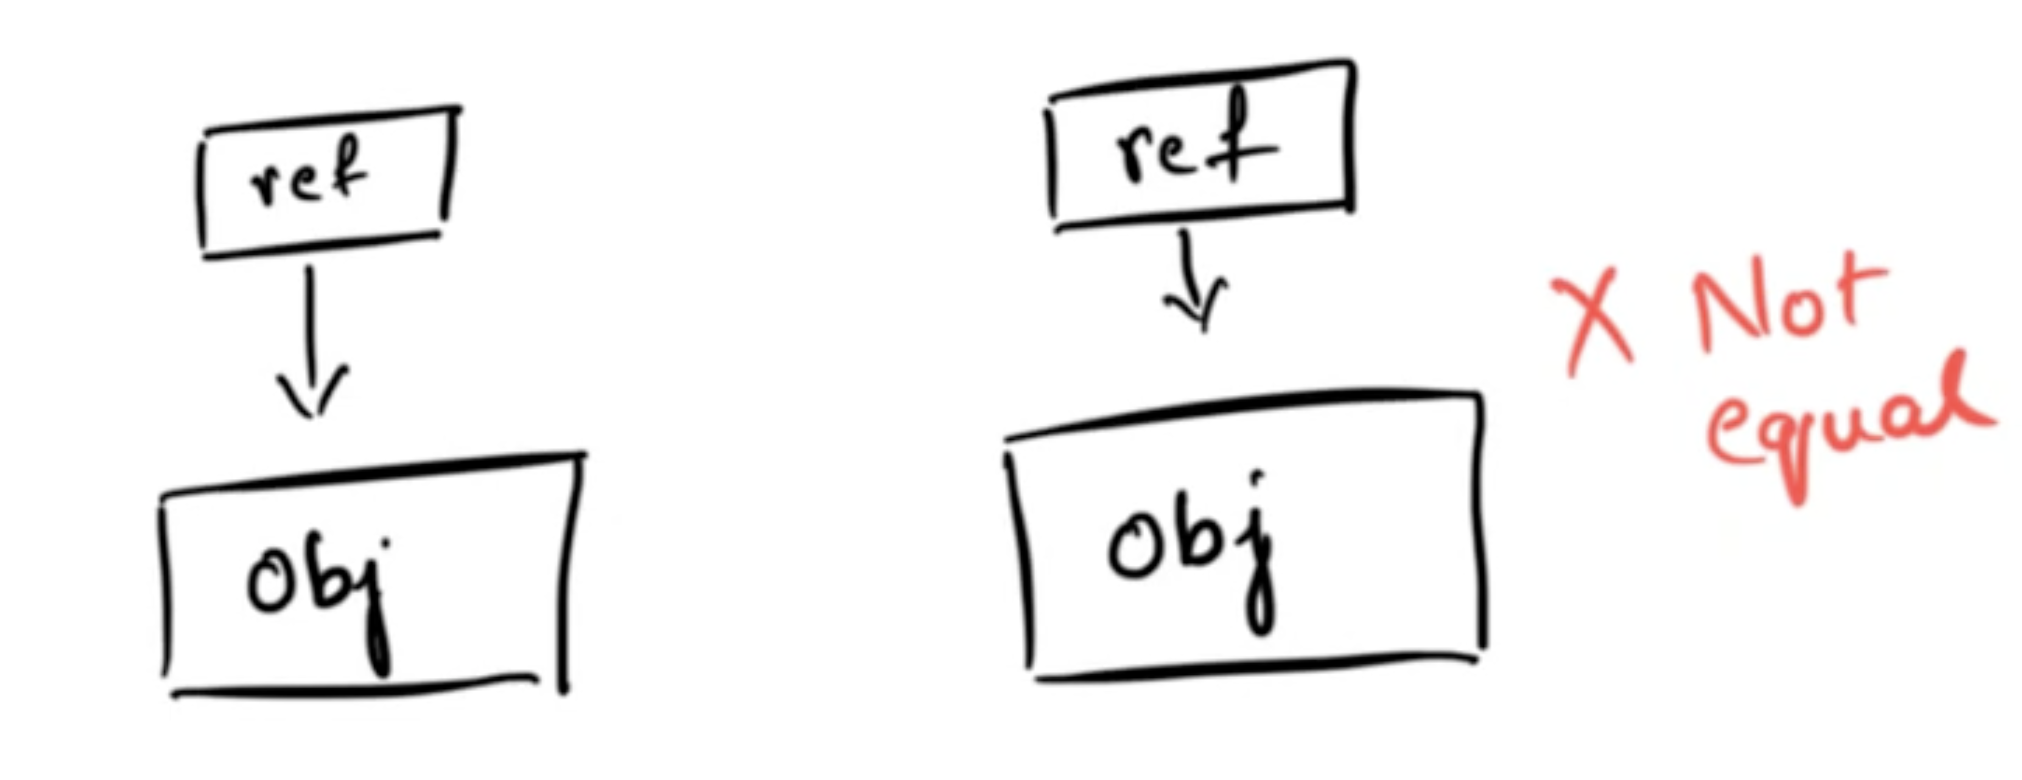 ref
ref
X Not
equal
Obj
Obj